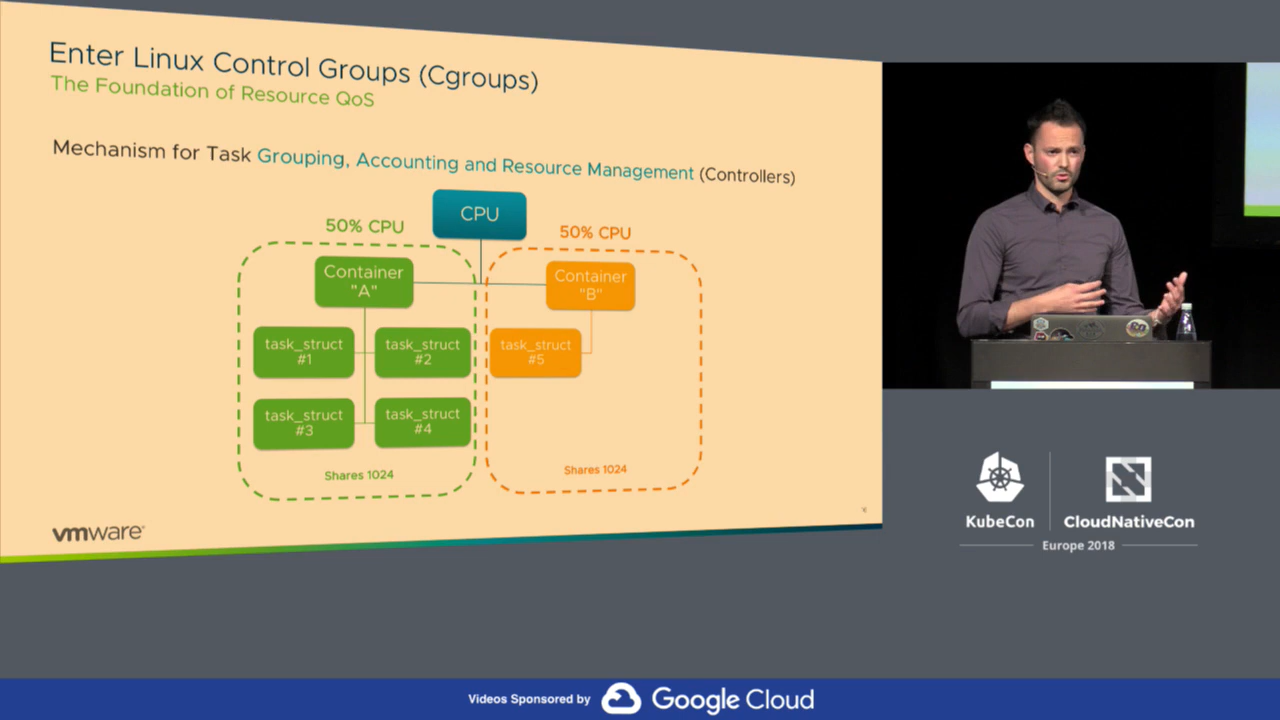 Enter Linux Control Groups (Cgroups)
The Foundation of Resource QoS
Mechanism for Task Grouping, Accounting and Resource Management (Controllers)
CPU
50% CPU
50% CPU
Container
"A"
Container
"B"
task_struct
#1
task_struct
#2
task_struct
#5
task_struct
#3
task_struct
#4
Shares 1024
Shares 1024
vmware
KubeCon
CloudNativeCon
Europe 2018
Videos Sponsored by Google Cloud